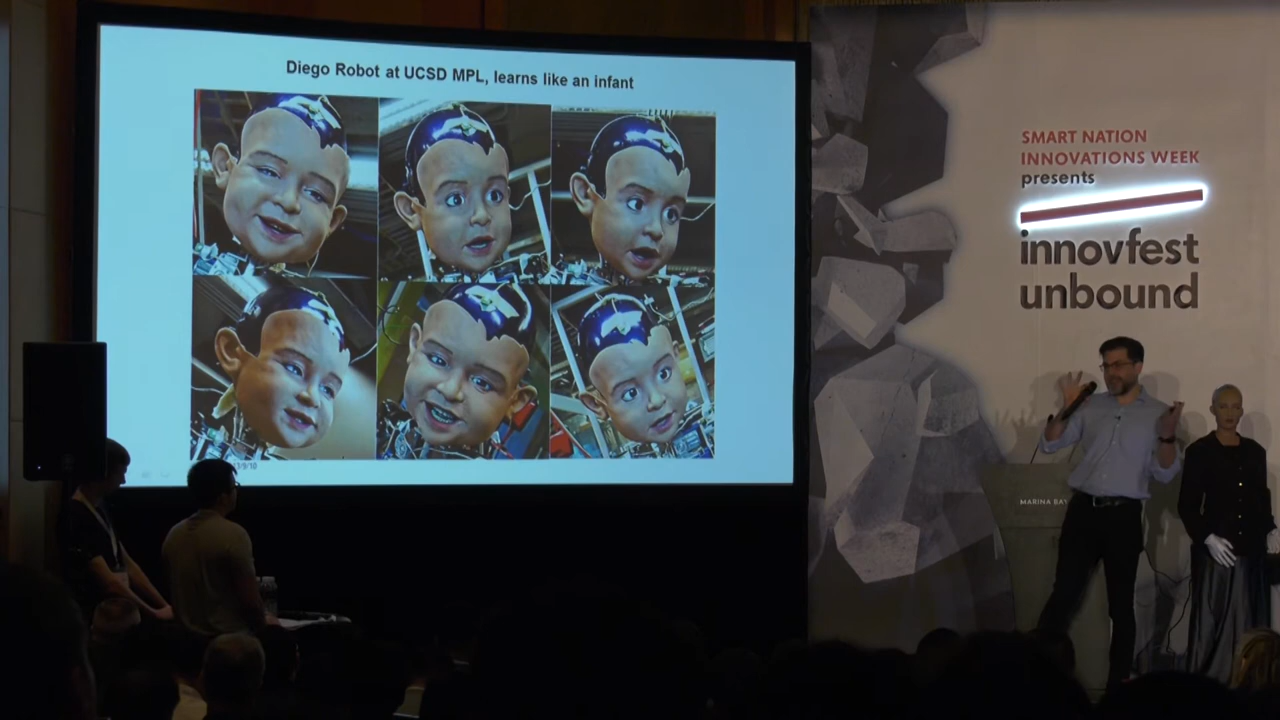 Diego Robot at UCSD MPL, learns like an infant
SMART NATION
INNOVATIONS WEEK
presents
innovfest
unbound
MARINA BAY